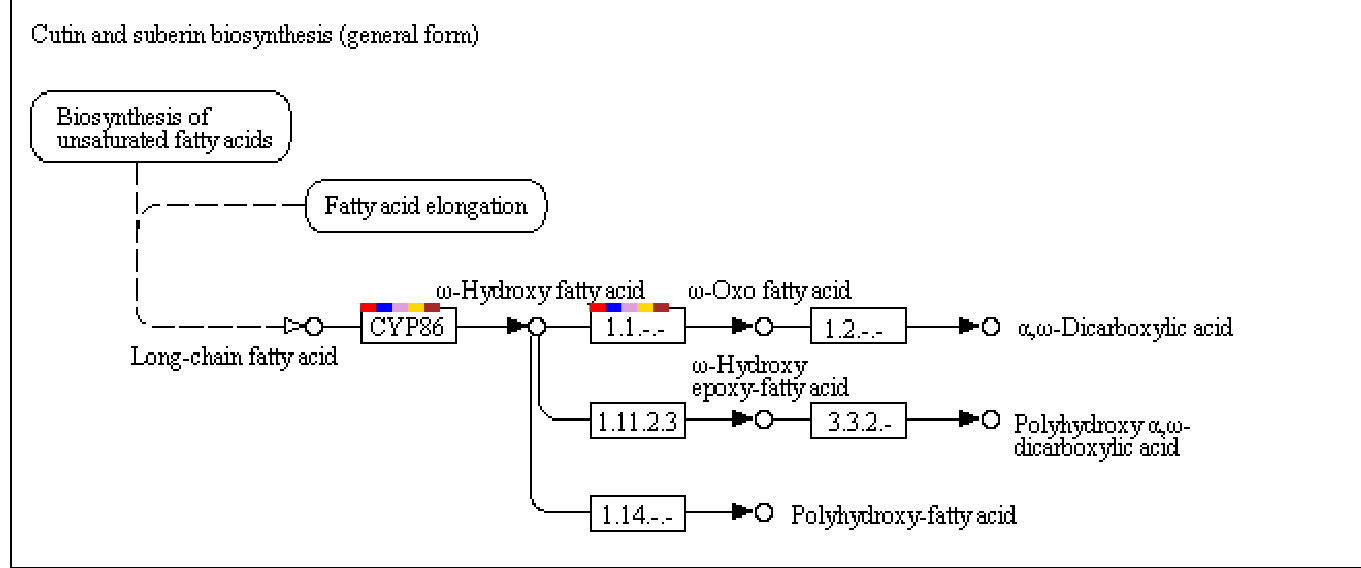 Cutin and suberin biosynthesis (general form)
Biosynthesis of
unsaturated fatty acids
Fatty acid elongation
ω-Hydroxy fatty acid
ω-Oxo fatty acid
CYP86
1.1.-.-
1.2.-.-
α,ω-Dicarboxylic acid
Long-chain fatty acid
ω-Hydroxy
epoxy-fatty acid
1.11.2.3
3.3.2.-
Polyhydroxy α,ω-
dicarboxylic acid
1.14.-.-
Polyhydroxy-fatty acid